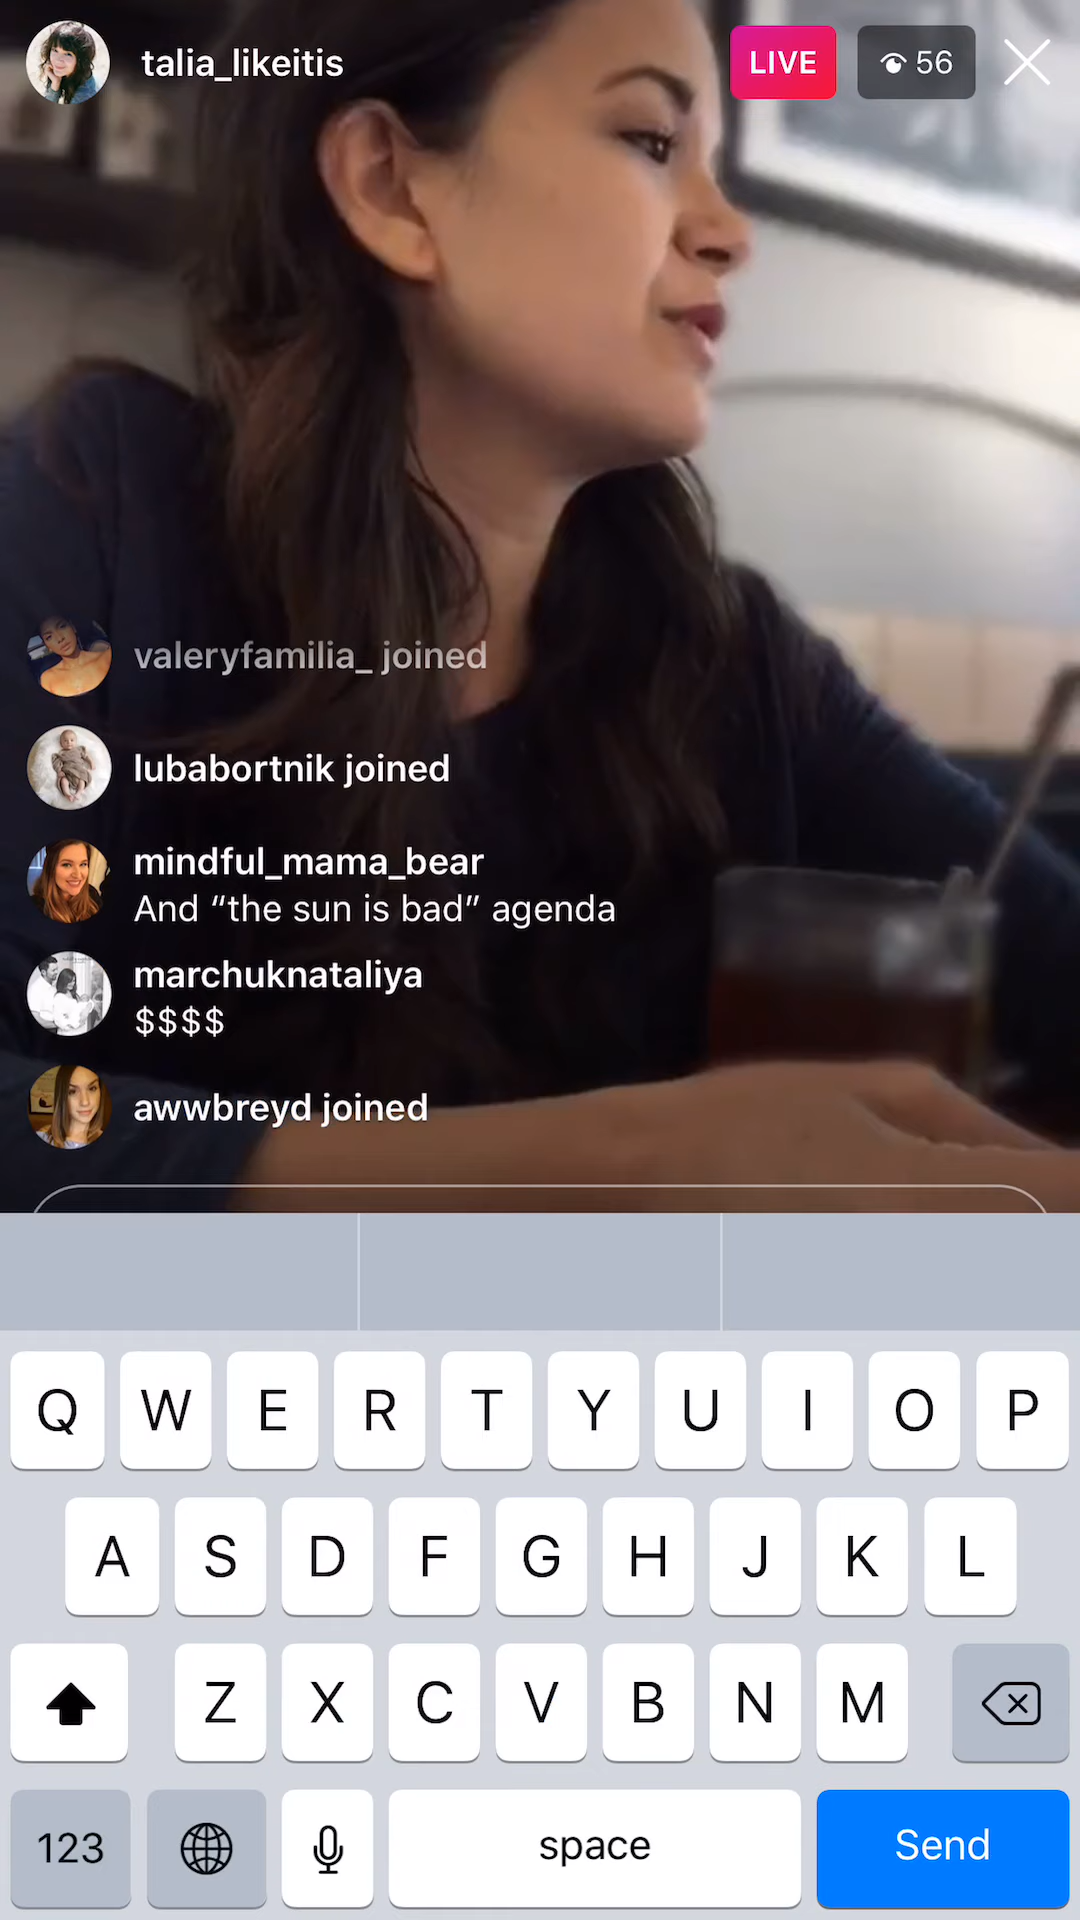 talia_likeitis LIVE 56
valeryfamilia_ joined
lubabortnik joined
mindful_mama_bear
And “the sun is bad” agenda
marchuknataliya
$$$$
awwbreyd joined
Q W E R T Y U I O P
A S D F G H J K L
Z X C V B N M
123 space Send